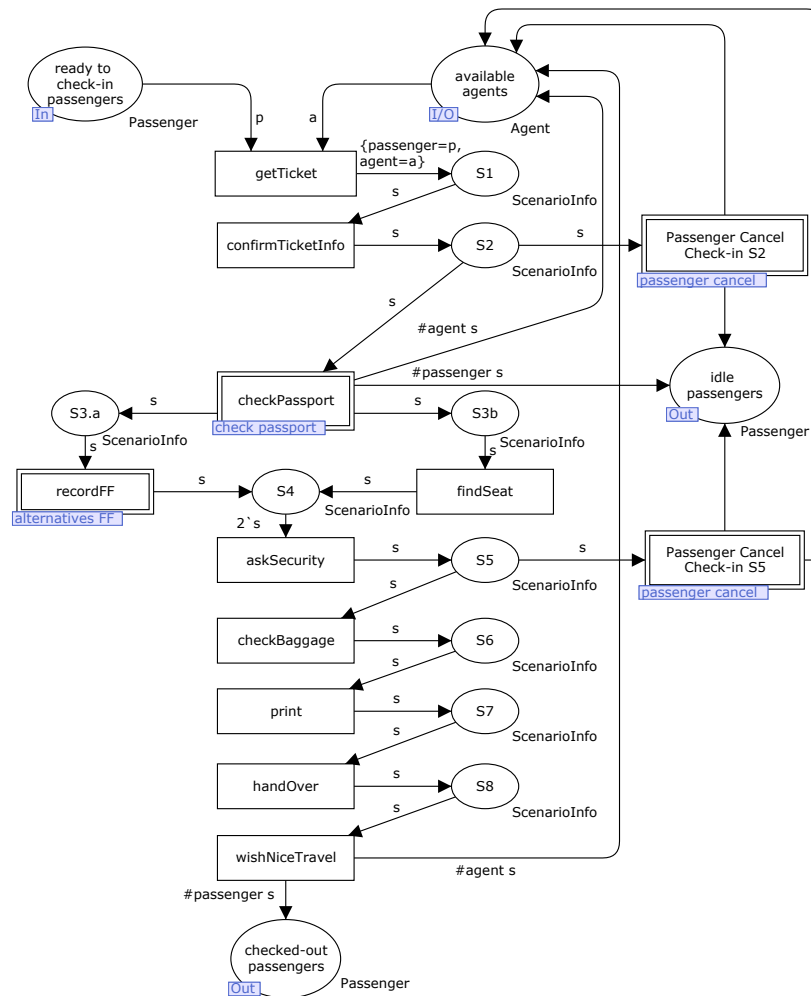 ready to
check-in
passengers
In
Passenger
available
agents
I/O
Agent
p
a
getTicket
{passenger=p,
agent=a}
S1
ScenarioInfo
s
confirmTicketInfo
s
S2
ScenarioInfo
s
Passenger Cancel
Check-in S2
passenger cancel
s
#agent s
checkPassport
check passport
#passenger s
idle
passengers
Out
Passenger
S3.a
ScenarioInfo
s
s
S3b
ScenarioInfo
s
s
recordFF
alternatives FF
s
S4
ScenarioInfo
s
findSeat
2`s
askSecurity
s
S5
ScenarioInfo
s
Passenger Cancel
Check-in S5
passenger cancel
s
checkBaggage
s
S6
ScenarioInfo
s
print
s
S7
ScenarioInfo
s
handOver
s
S8
ScenarioInfo
s
wishNiceTravel
#agent s
#passenger s
checked-out
passengers
Out
Passenger